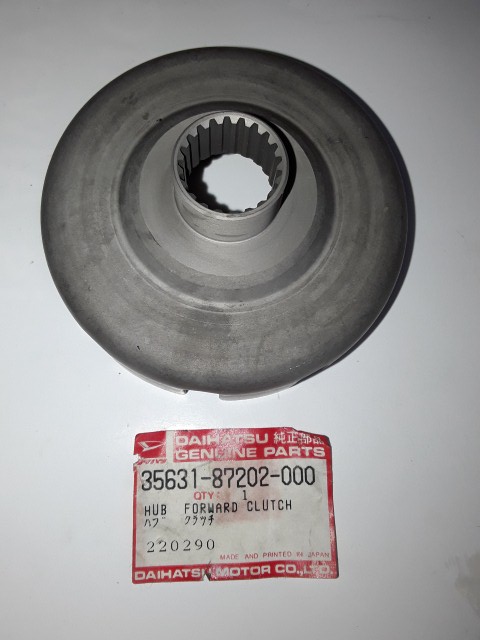 DAIHATSU 純正部品
GENUINE PARTS
35631-87202-000
QTY: 1
HUB FORWARD CLUTCH
ハブ クラッチ
220290
MADE AND PRINTED IN JAPAN
DAIHATSU MOTOR CO.,LTD.